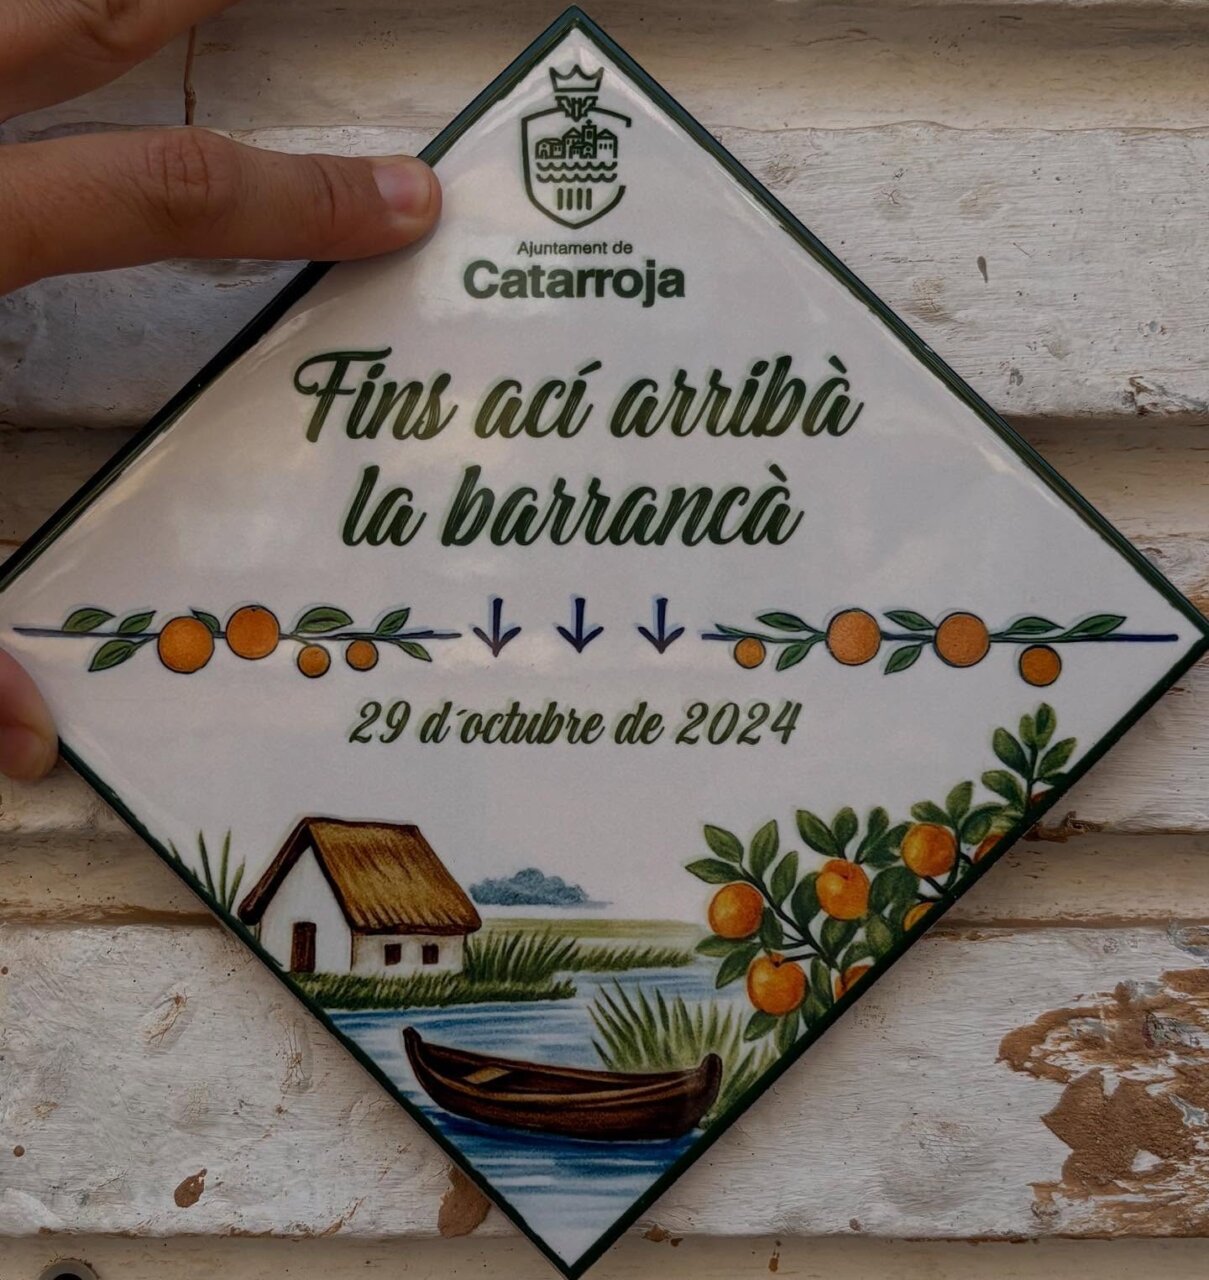 Ajuntament de
Catarroja
Fins ací arribà
la barrancà
29 d´octubre de 2024